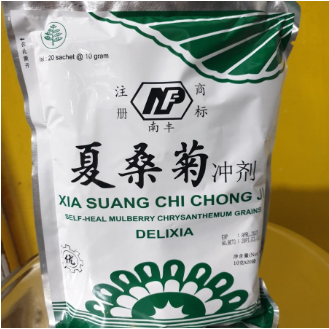 : 20 sachet @ 10 gram
注册 商标
NF
南丰
夏桑菊冲剂
XIA SUANG CHI CHONG JI
SELF-HEAL MULBERRY CHRYSANTHEMUM GRAINS
DELIXIA
优